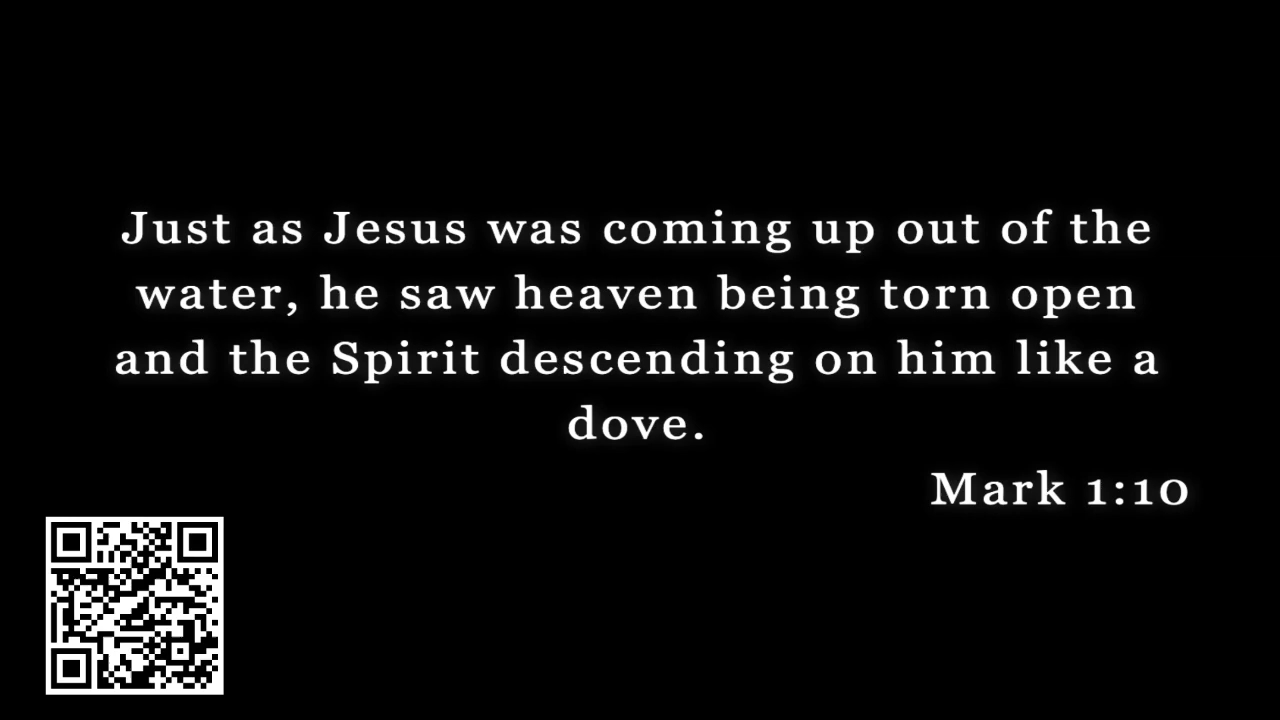 Just as Jesus was coming up out of the
water, he saw heaven being torn open
and the Spirit descending on him like a
dove.
Mark 1:10